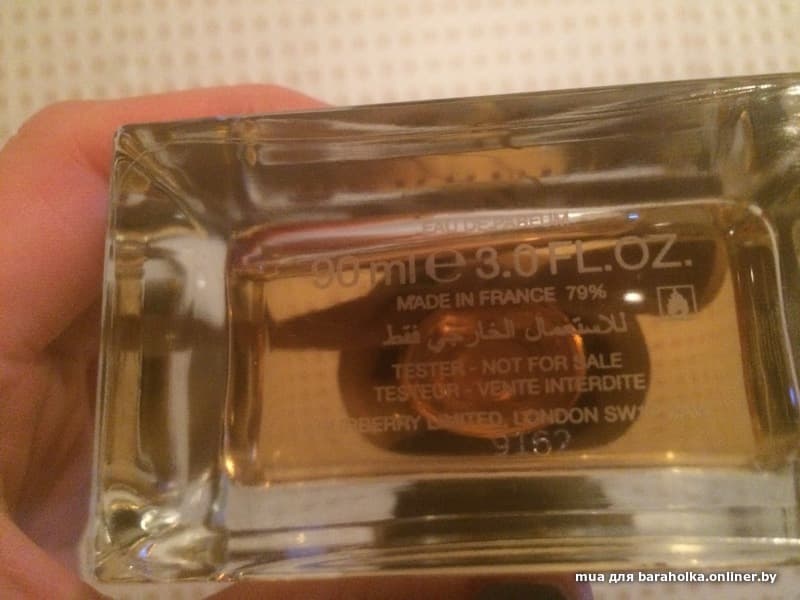 EAU DE PARFUM
90 ml e 3.0 FL.OZ.
MADE IN FRANCE 79%
للاستعمال الخارجي فقط
TESTER - NOT FOR SALE
TESTEUR - VENTE INTERDITE
LIMITED, LONDON
9162
mua для baraholka.onliner.by